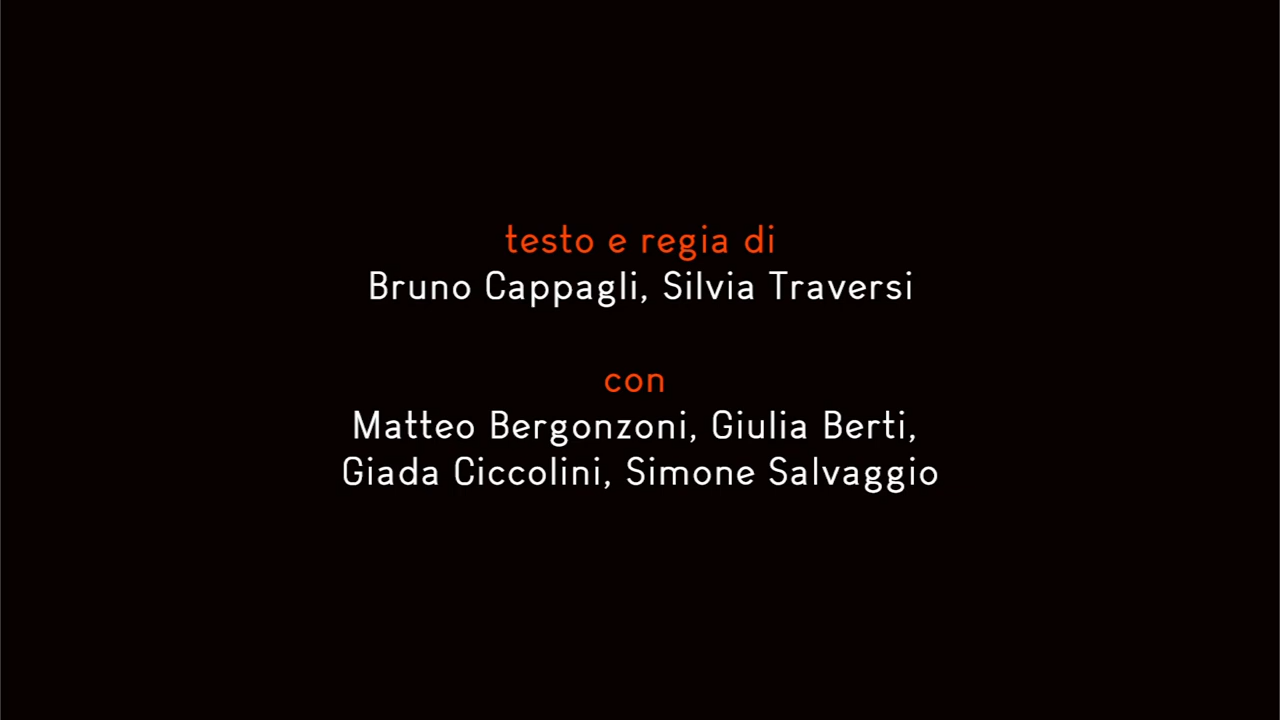 testo e regia di
Bruno Cappagli, Silvia Traversi
con
Matteo Bergonzoni, Giulia Berti,
Giada Ciccolini, Simone Salvaggio